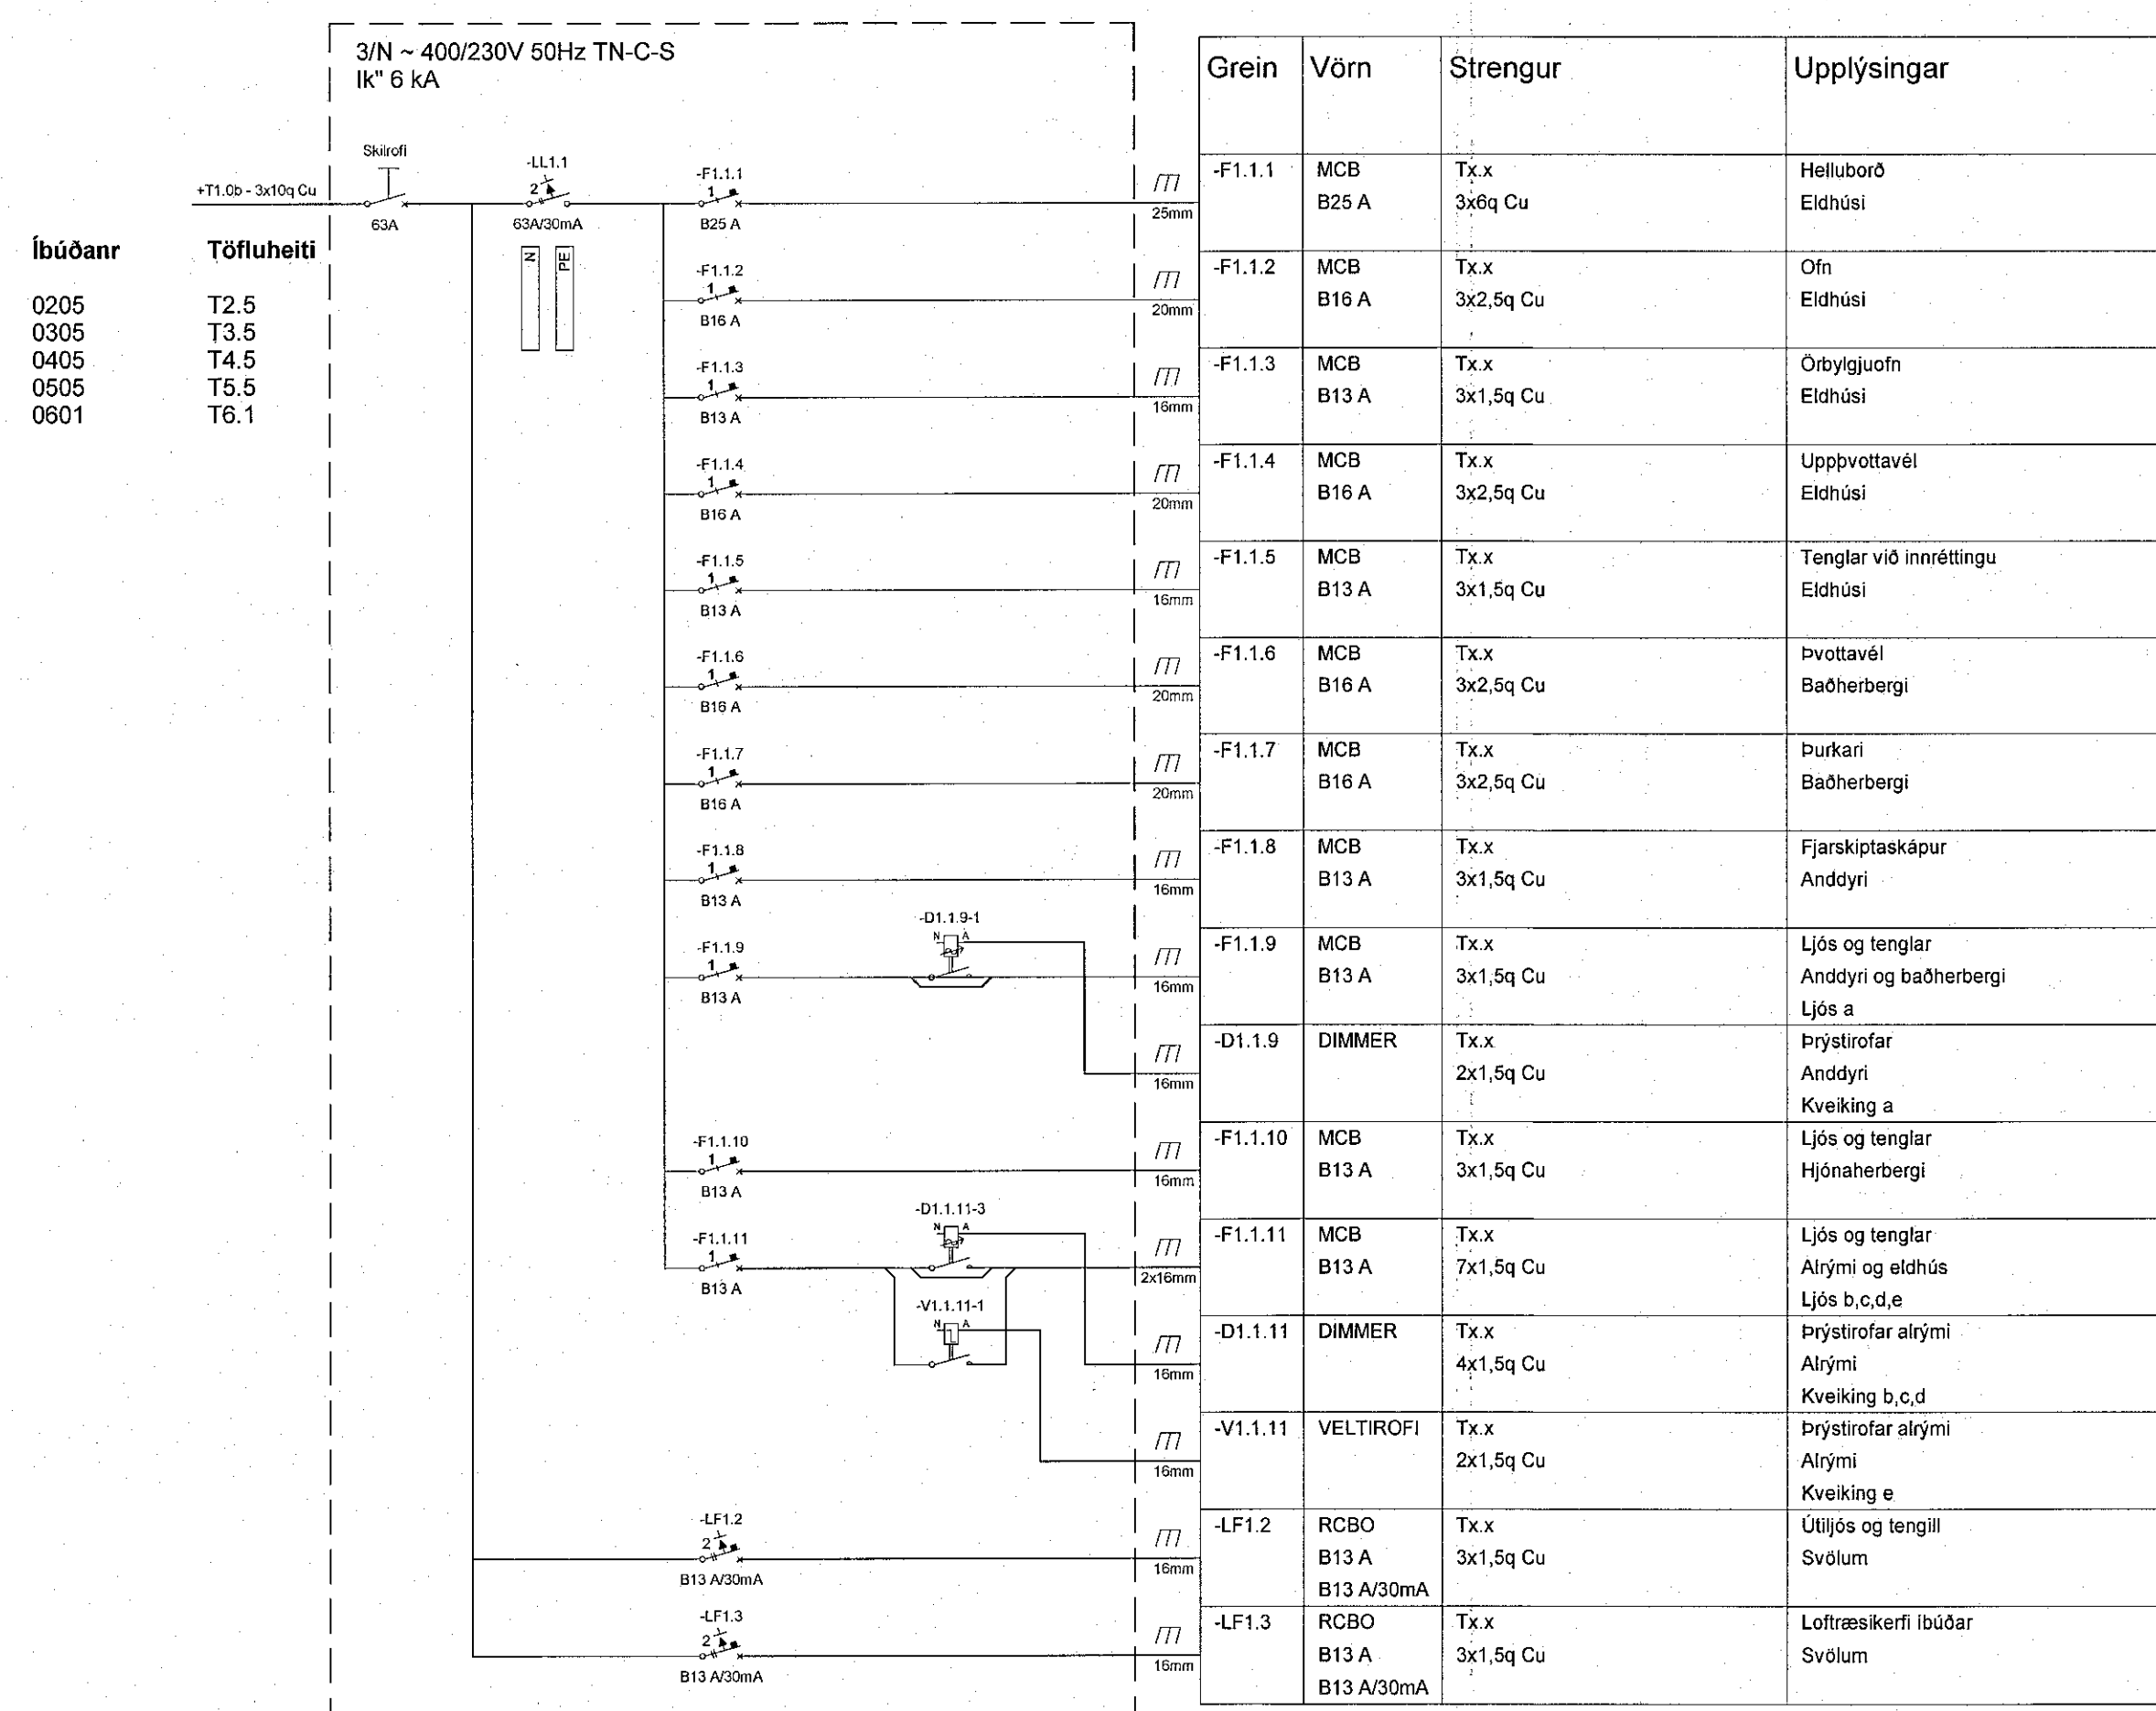 3/N ~ 400/230V 50Hz TN-C-S
Ik" 6 kA
Skilrofi
+T1.0b - 3x10q Cu
63A
-LL1.1
2
63A/30mA
N
PE
Íbúðanr Töfluheiti
0205 T2.5
0305 T3.5
0405 T4.5
0505 T5.5
0601 T6.1
-F1.1.1
1
B25 A
25mm
-F1.1.2
1
B16 A
20mm
-F1.1.3
1
B13 A
16mm
-F1.1.4
1
B16 A
20mm
-F1.1.5
1
B13 A
16mm
-F1.1.6
1
B16 A
20mm
-F1.1.7
1
B16 A
20mm
-F1.1.8
1
B13 A
16mm
-F1.1.9
1
B13 A
-D1.1.9-1
N A
16mm
16mm
-F1.1.10
1
B13 A
16mm
-F1.1.11
1
B13 A
-D1.1.11-3
N A
2x16mm
-V1.1.11-1
N A
16mm
16mm
-LF1.2
2
B13 A/30mA
16mm
-LF1.3
2
B13 A/30mA
16mm
Grein Vörn Strengur Upplýsingar
-F1.1.1 MCB Tx.x Helluborð
B25 A 3x6q Cu Eldhúsi
-F1.1.2 MCB Tx.x Ofn
B16 A 3x2,5q Cu Eldhúsi
-F1.1.3 MCB Tx.x Örbylgjuofn
B13 A 3x1,5q Cu Eldhúsi
-F1.1.4 MCB Tx.x Uppþvottavél
B16 A 3x2,5q Cu Eldhúsi
-F1.1.5 MCB Tx.x Tenglar við innréttingu
B13 A 3x1,5q Cu Eldhúsi
-F1.1.6 MCB Tx.x Þvottavél
B16 A 3x2,5q Cu Baðherbergi
-F1.1.7 MCB Tx.x Þurkari
B16 A 3x2,5q Cu Baðherbergi
-F1.1.8 MCB Tx.x Fjarskiptaskápur
B13 A 3x1,5q Cu Anddyri
-F1.1.9 MCB Tx.x Ljós og tenglar
B13 A 3x1,5q Cu Anddyri og baðherbergi
Ljós a
-D1.1.9 DIMMER Tx.x Þrýstirofar
2x1,5q Cu Anddyri
Kveiking a
-F1.1.10 MCB Tx.x Ljós og tenglar
B13 A 3x1,5q Cu Hjónaherbergi
-F1.1.11 MCB Tx.x Ljós og tenglar
B13 A 7x1,5q Cu Alrými og eldhús
Ljós b,c,d,e
-D1.1.11 DIMMER Tx.x Þrýstirofar alrými
4x1,5q Cu Alrými
Kveiking b,c,d
-V1.1.11 VELTIROFI Tx.x Þrýstirofar alrými
2x1,5q Cu Alrými
Kveiking e
-LF1.2 RCBO Tx.x Útiljós og tengill
B13 A 3x1,5q Cu Svölum
B13 A/30mA
-LF1.3 RCBO Tx.x Loftræsikerfi íbúðar
B13 A 3x1,5q Cu Svölum
B13 A/30mA